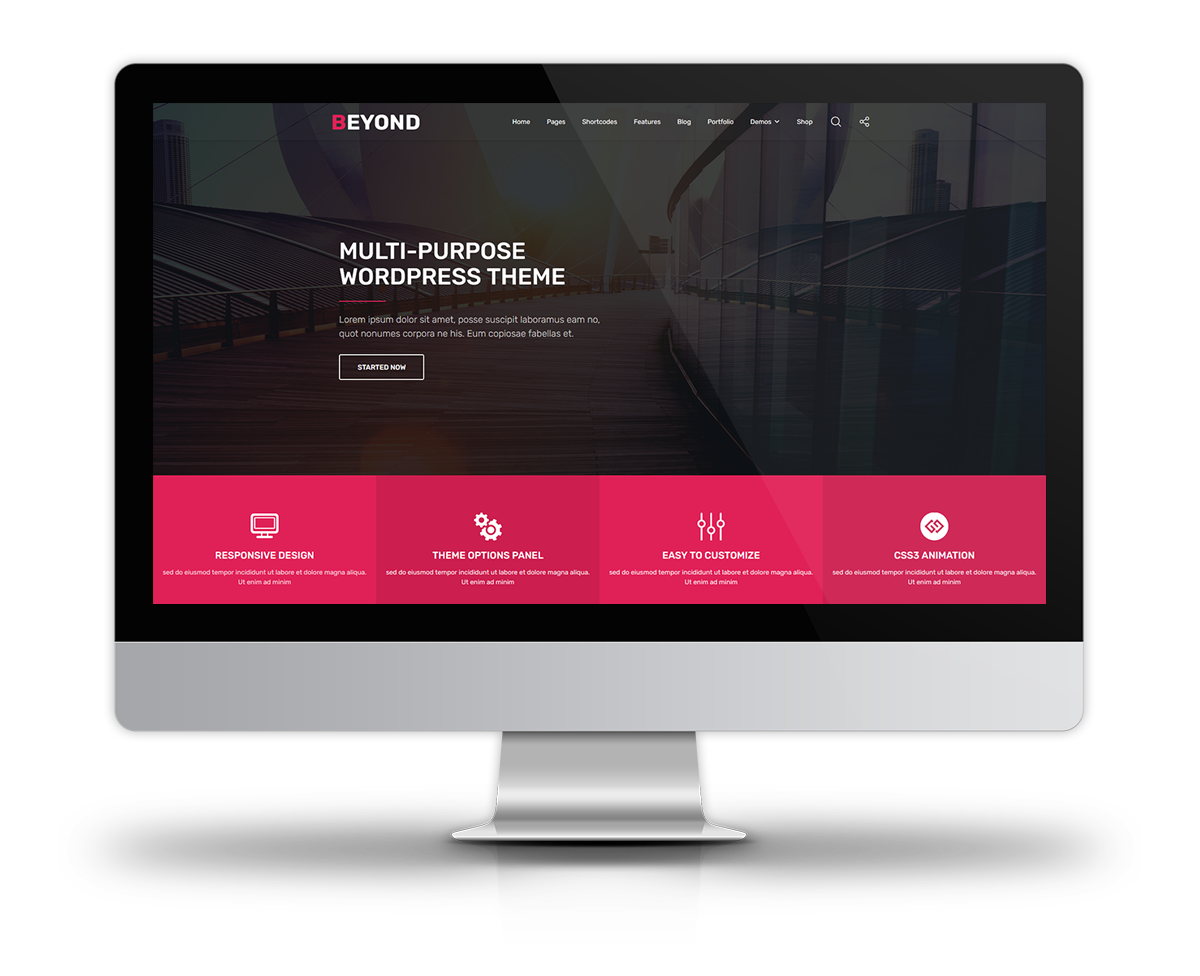 BEYOND
Home Pages Shortcodes Features Blog Portfolio Demos Shop
MULTI-PURPOSE
WORDPRESS THEME
Lorem ipsum dolor sit amet, posse suscipit laboramus eam no,
quot nonumes corpora ne his. Eum copiosae fabellas et.
STARTED NOW
RESPONSIVE DESIGN
sed do eiusmod tempor incididunt ut labore et dolore magna aliqua.
Ut enim ad minim
THEME OPTIONS PANEL
sed do eiusmod tempor incididunt ut labore et dolore magna aliqua.
Ut enim ad minim
EASY TO CUSTOMIZE
sed do eiusmod tempor incididunt ut labore et dolore magna aliqua.
Ut enim ad minim
CSS3 ANIMATION
sed do eiusmod tempor incididunt ut labore et dolore magna aliqua.
Ut enim ad minim